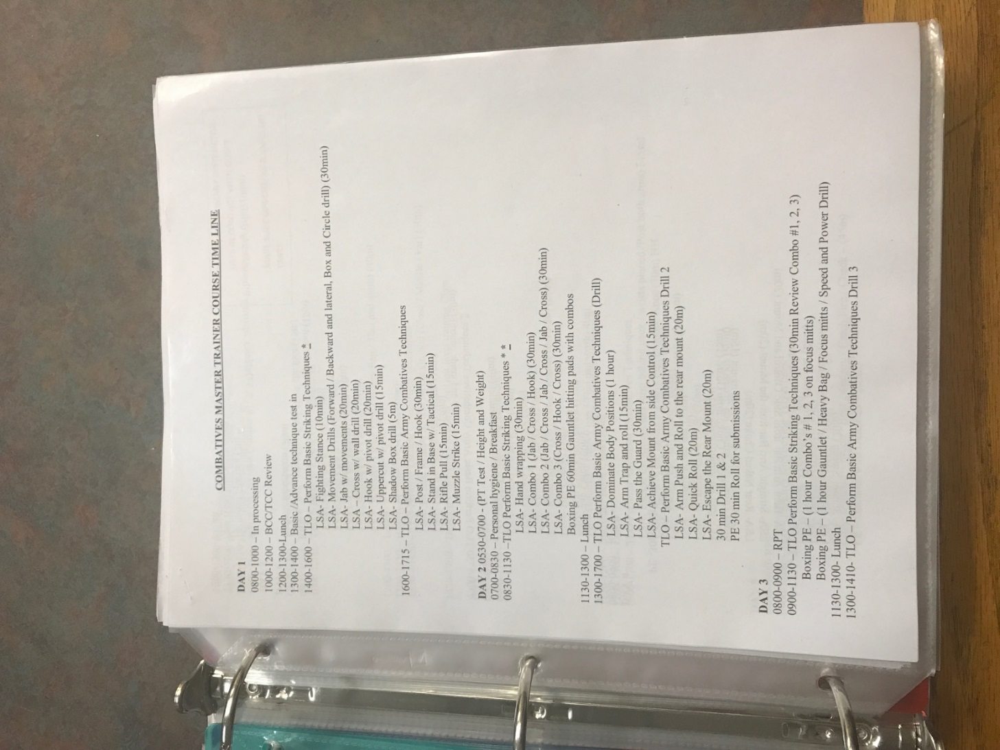 COMBATIVES MASTER TRAINER COURSE TIME LINE
DAY 1
0800-1000 – In processing
1000-1200 – BCC/TCC Review
1200-1300-Lunch
1300-1400 – Basic /Advance technique test in
1400-1600 – TLO – Perform Basic Striking Techniques *
LSA- Fighting Stance (10min)
LSA- Movement Drills (Forward / Backward and lateral, Box and Circle drill) (30min)
LSA- Jab w/ movements (20min)
LSA – Cross w/ wall drill (20min)
LSA- Hook w/ pivot drill (20min)
LSA- Uppercut w/ pivot drill (15min)
LSA- Shadow Box drill (5m)
1600-1715 – TLO – Perform Basic Army Combatives Techniques
LSA- Post / Frame / Hook (30min)
LSA- Stand in Base w/ Tactical (15min)
LSA- Rifle Pull (15min)
LSA- Muzzle Strike (15min)
DAY 2 0530-0700 - (PT Test / Height and Weight)
0700-0830 – Personal hygiene / Breakfast
0830-1130 –TLO Perform Basic Striking Techniques * *
LSA- Hand wrapping (30min)
LSA- Combo 1 (Jab / Cross / Hook) (30min)
LSA- Combo 2 (Jab / Cross / Jab / Cross / Jab / Cross) (30min)
LSA- Combo 3 (Cross / Hook / Cross) (30min)
Boxing PE 60min Gauntlet hitting pads with combos
1130-1300 – Lunch
1300-1700 – TLO Perform Basic Army Combatives Techniques (Drill)
LSA- Dominate Body Positions (1 hour)
LSA- Arm Trap and roll (15min)
LSA- Pass the Guard (30min)
LSA- Achieve Mount from side Control (15min)
TLO – Perform Basic Army Combatives Techniques Drill 2
LSA- Arm Push and Roll to the rear mount (20m)
LSA- Quick Roll (20m)
LSA- Escape the Rear Mount (20m)
30 min Drill 1 & 2
PE 30 min Roll for submissions
DAY 3
0800-0900 – RPT
0900-1130 – TLO Perform Basic Striking Techniques (30min Review Combo #1, 2, 3)
Boxing PE – (1 hour Combo's # 1, 2, 3 on focus mitts)
Boxing PE – (1 hour Gauntlet / Heavy Bag / Focus mitts / Speed and Power Drill)
1130-1300- Lunch
1300-1410- TLO – Perform Basic Army Combatives Techniques Drill 3